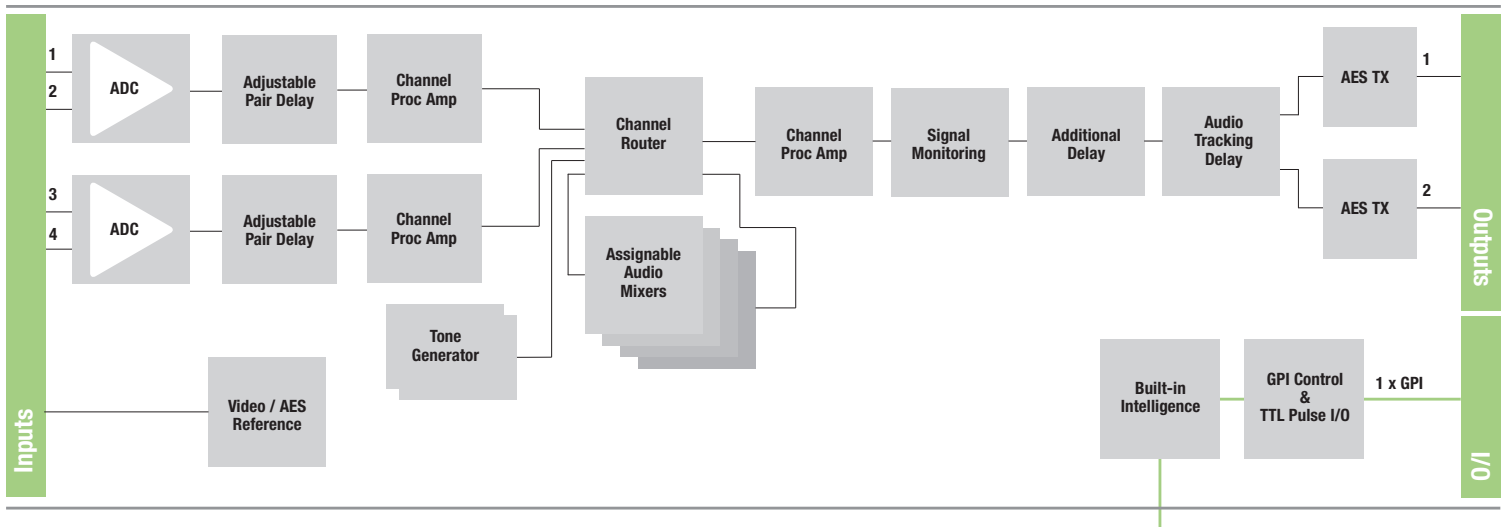 Inputs
1
2
ADC
Adjustable
Pair Delay
Channel
Proc Amp
3
4
ADC
Adjustable
Pair Delay
Channel
Proc Amp
Tone
Generator
Video / AES
Reference
Channel
Router
Assignable
Audio
Mixers
Channel
Proc Amp
Signal
Monitoring
Additional
Delay
Audio
Tracking
Delay
AES TX
1
AES TX
2
Outputs
Built-in
Intelligence
GPI Control
&
TTL Pulse I/O
1 x GPI
I/O